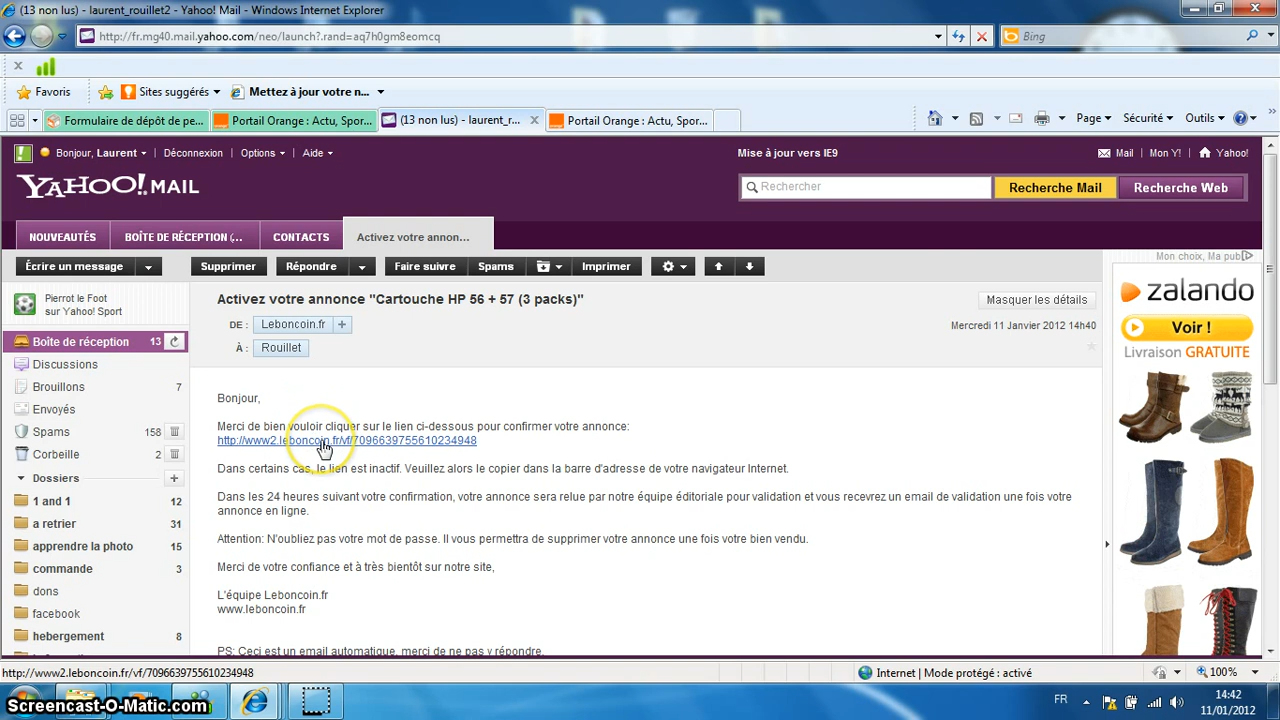 (13 non lus) - laurent_rouillet2 - Yahoo! Mail - Windows Internet Explorer
http://fr.mg40.mail.yahoo.com/neo/launch?.rand=aq7h0gm8eomcq
Bing
Favoris
Sites suggérés
Mettez à jour votre n...
Formulaire de dépôt de pe...
Portail Orange : Actu, Spor...
(13 non lus) - laurent_r...
Portail Orange : Actu, Spor...
Page
Sécurité
Outils
Bonjour, Laurent
Déconnexion
Options
Aide
Mise à jour vers IE9
Mail
Mon Y!
Yahoo!
YAHOO! MAIL
Rechercher
Recherche Mail
Recherche Web
NOUVEAUTÉS
BOÎTE DE RÉCEPTION (...
CONTACTS
Activez votre annon...
Mon choix, Ma pub
Écrire un message
Supprimer
Répondre
Faire suivre
Spams
Imprimer
Pierrot le Foot
sur Yahoo! Sport
Boîte de réception 13
Discussions
Brouillons 7
Envoyés
Spams 158
Corbeille 2
Dossiers
1 and 1 12
a retrier 31
apprendre la photo 15
commande 3
dons
facebook
hebergement 8
Activez votre annonce "Cartouche HP 56 + 57 (3 packs)"
Masquer les détails
DE : Leboncoin.fr +
Mercredi 11 Janvier 2012 14h40
À : Rouillet
Bonjour,
Merci de bien vouloir cliquer sur le lien ci-dessous pour confirmer votre annonce:
http://www2.leboncoin.fr/vf/7096639755610234948
Dans certains cas, le lien est inactif. Veuillez alors le copier dans la barre d'adresse de votre navigateur Internet.
Dans les 24 heures suivant votre confirmation, votre annonce sera relue par notre équipe éditoriale pour validation et vous recevrez un email de validation une fois votre
annonce en ligne.
Attention: N'oubliez pas votre mot de passe. Il vous permettra de supprimer votre annonce une fois votre bien vendu.
Merci de votre confiance et à très bientôt sur notre site,
L'équipe Leboncoin.fr
www.leboncoin.fr
PS: Ceci est un email automatique, merci de ne pas y répondre.
zalando
Voir !
Livraison GRATUITE
http://www2.leboncoin.fr/vf/7096639755610234948
Internet | Mode protégé : activé
100%
Screencast-O-Matic.com
FR
14:42
11/01/2012